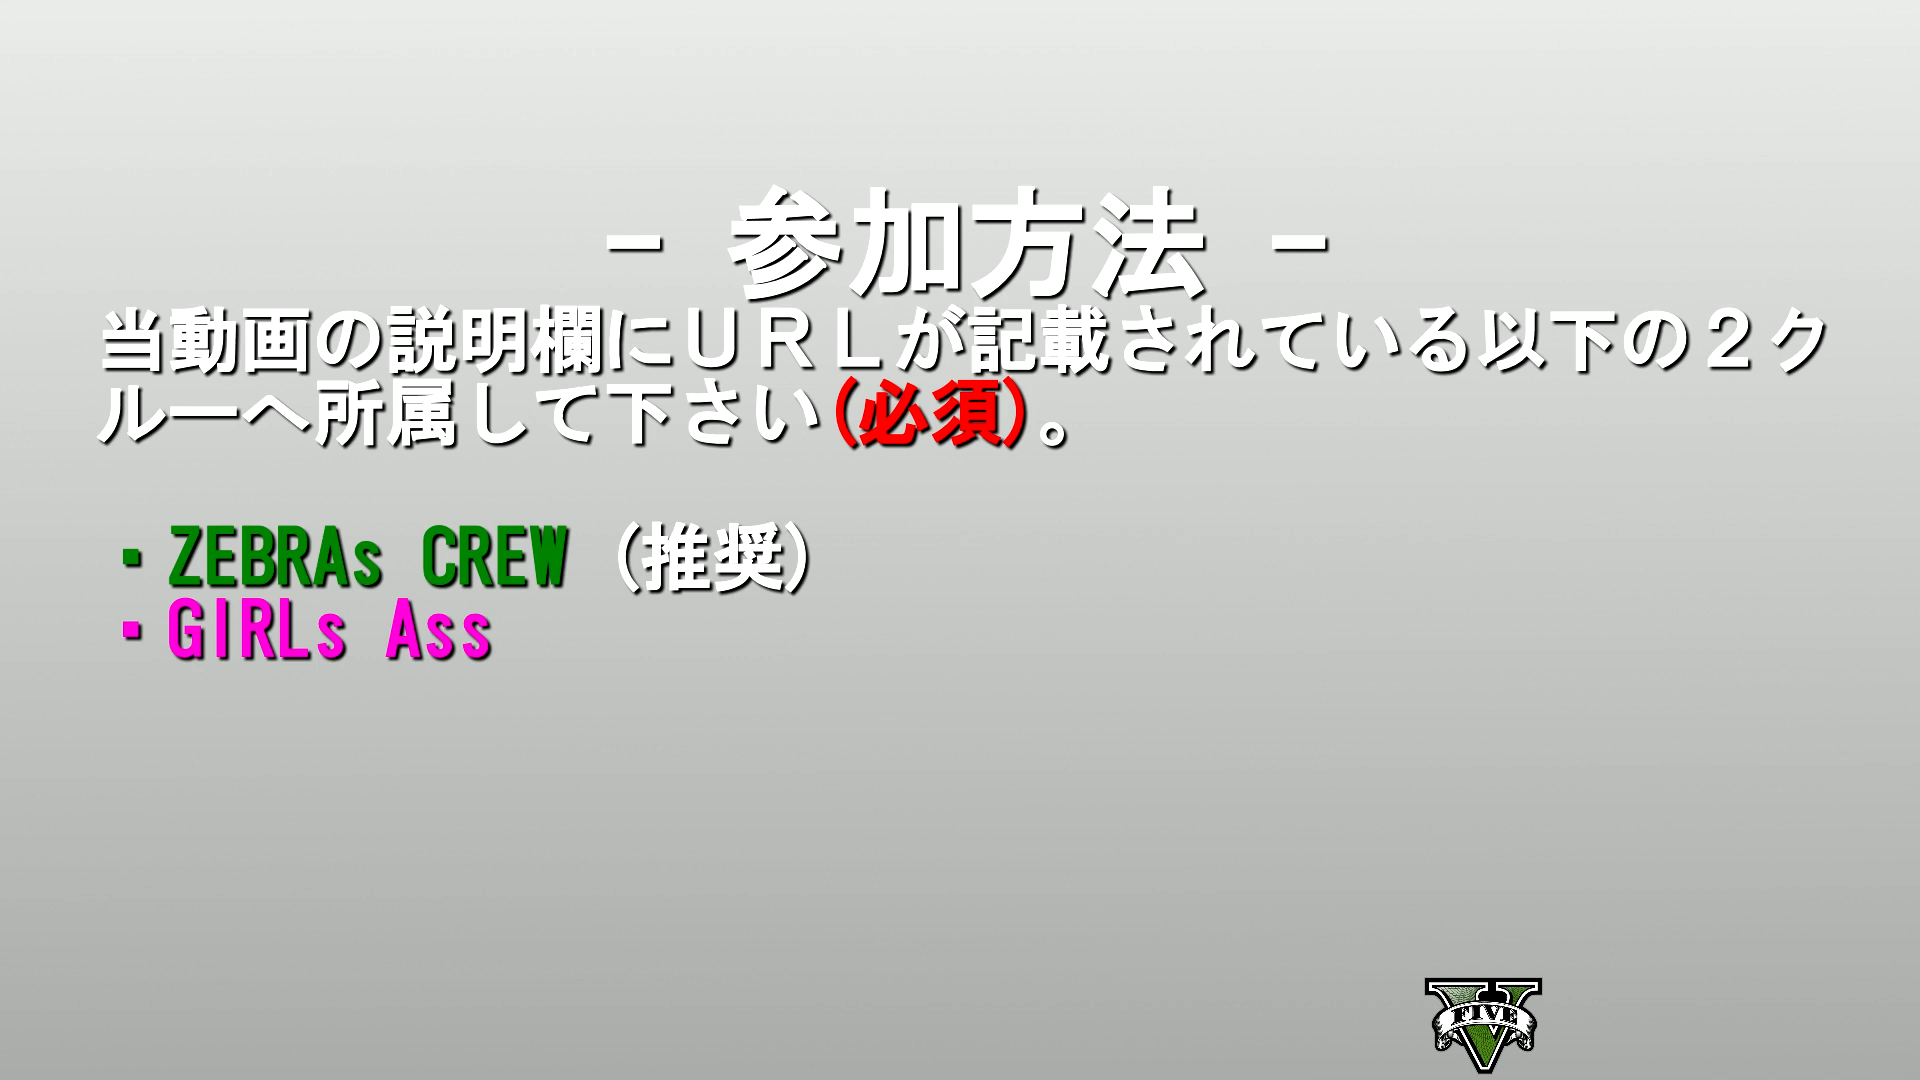 - 参加方法 -
当動画の説明欄にＵＲＬが記載されている以下の２ク
ルーへ所属して下さい(必須)。
・ZEBRAs CREW (推奨)
・GIRLs Ass
FIVE